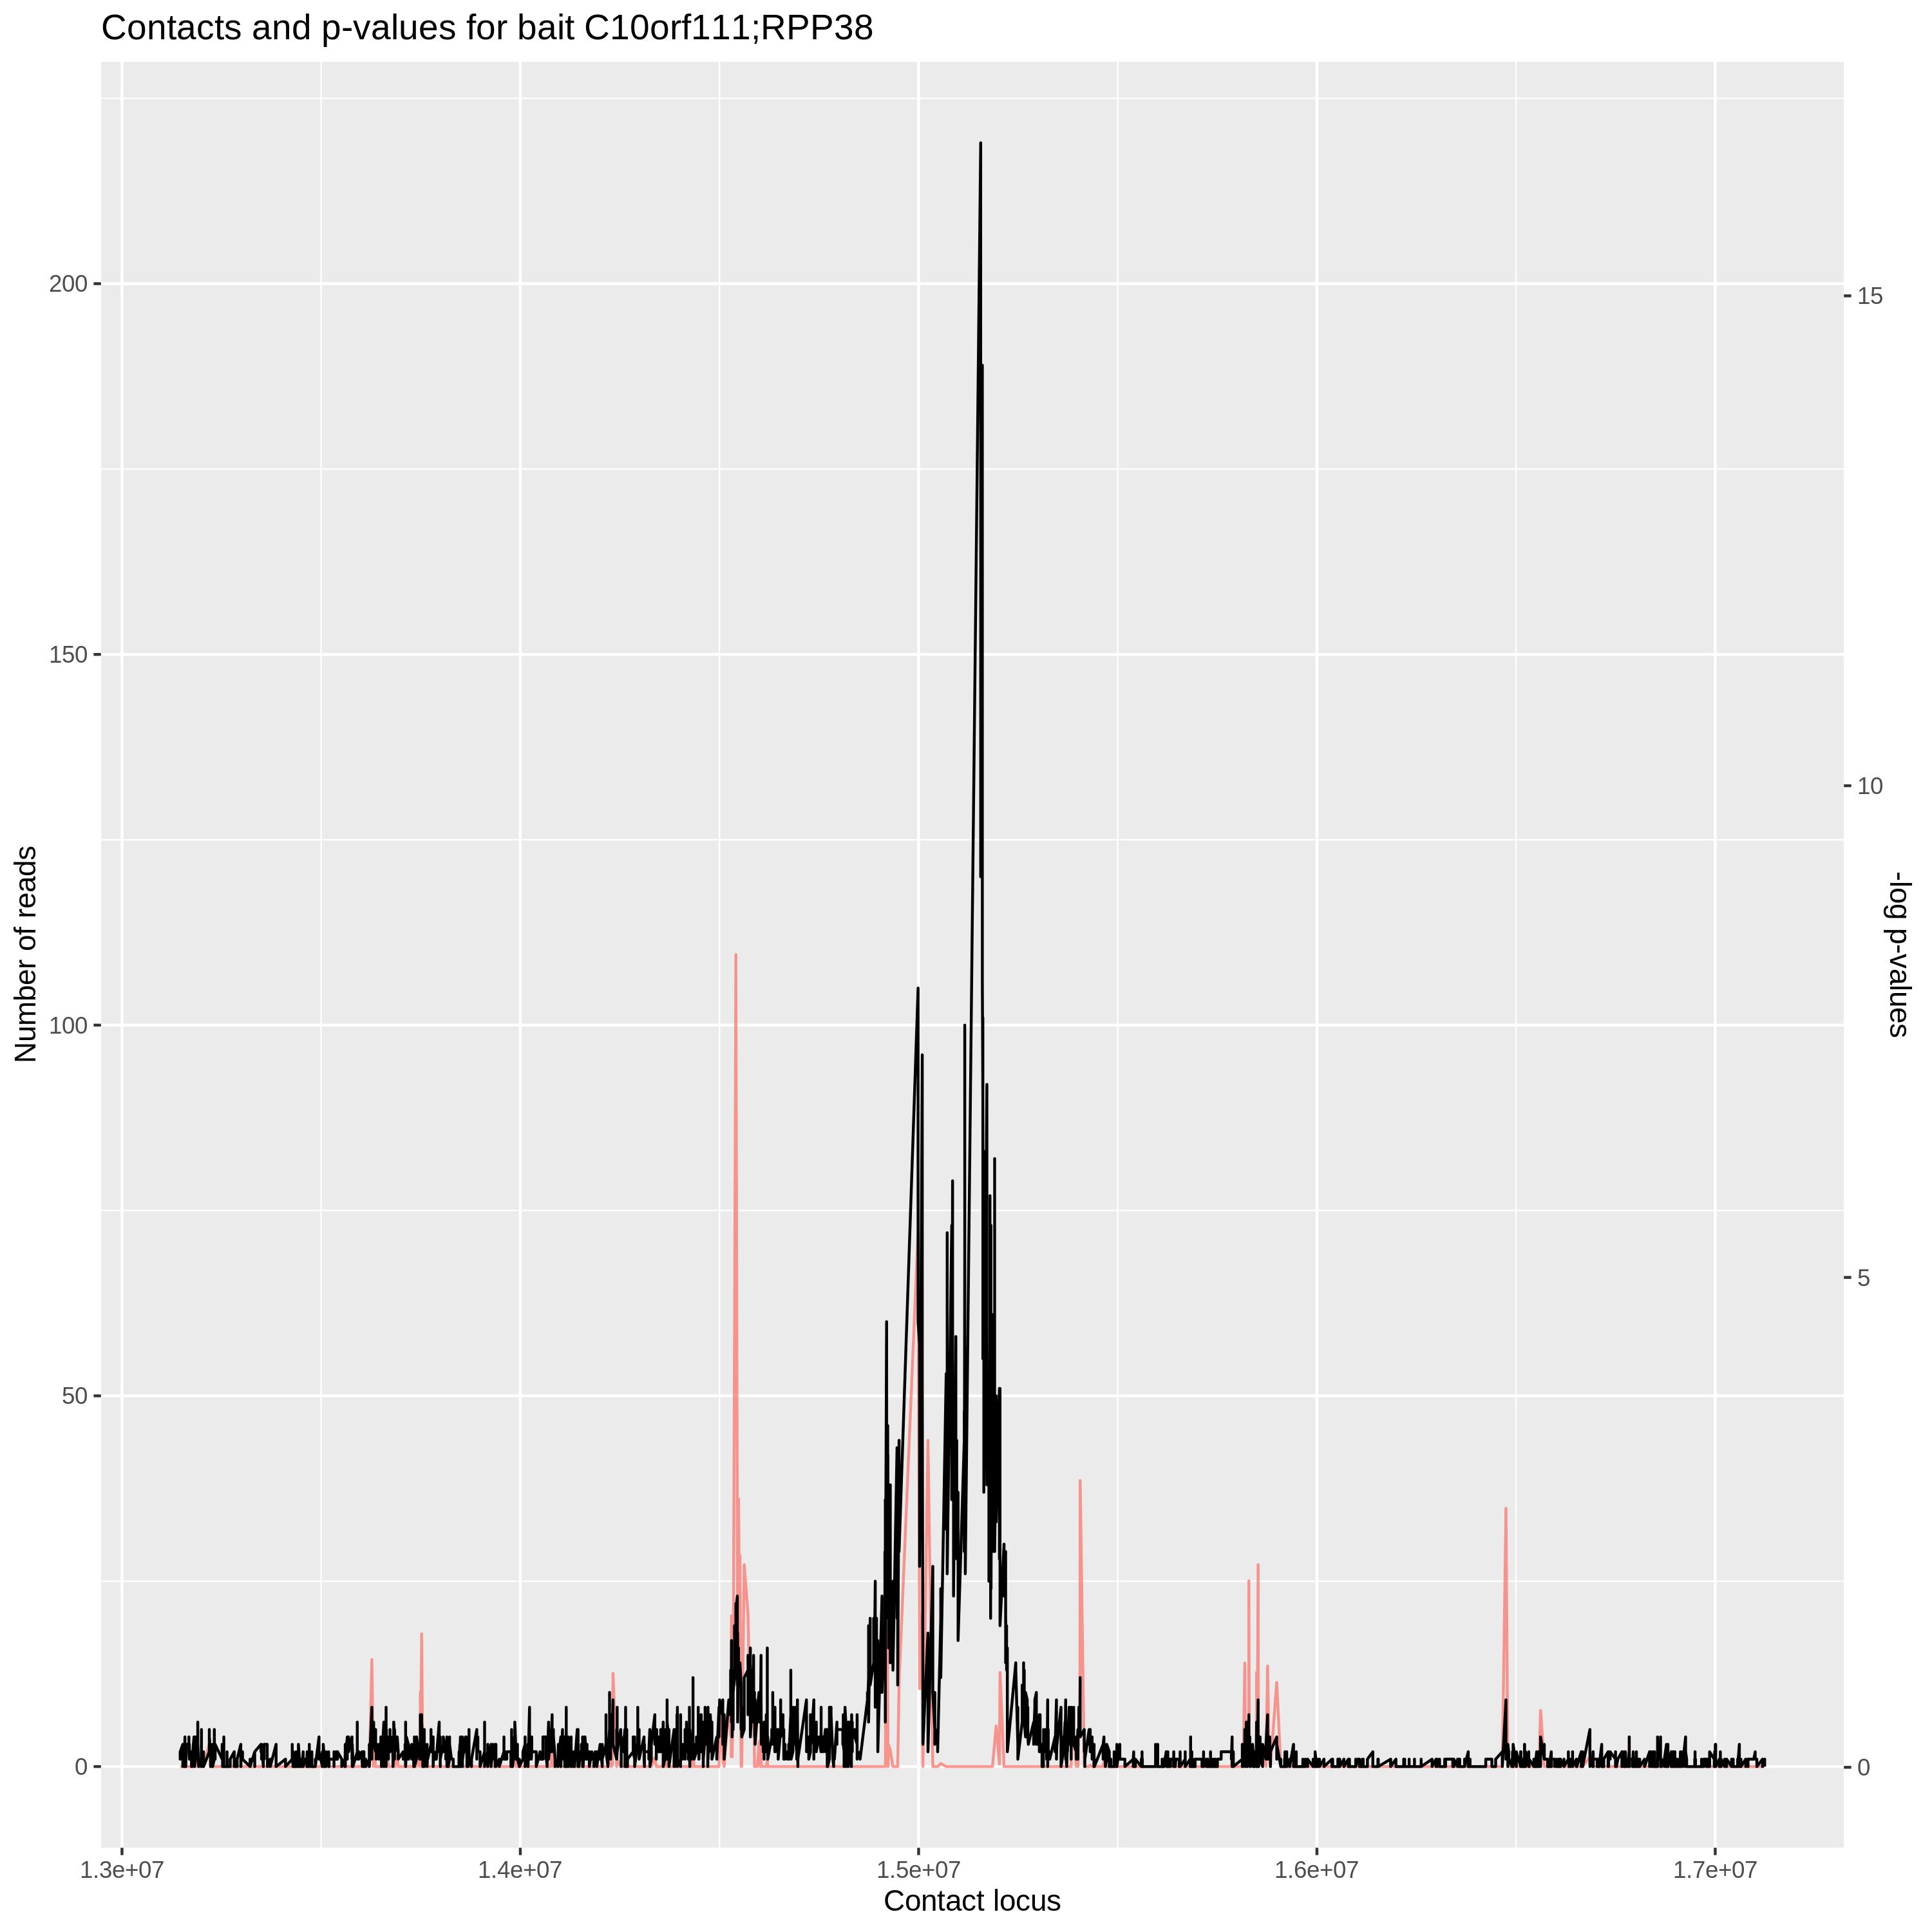 Contacts and p-values for bait C10orf111;RPP38
200
150
100
50
0
Number of reads
15
10
5
0
-log p-values
1.3e+07 1.4e+07 1.5e+07 1.6e+07 1.7e+07
Contact locus